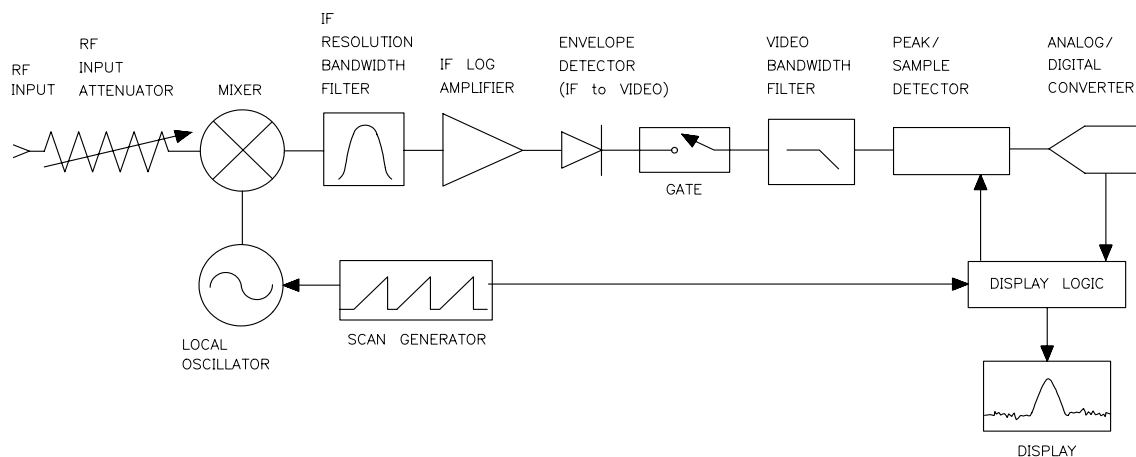 RF
INPUT
RF
INPUT
ATTENUATOR
MIXER
IF
RESOLUTION
BANDWIDTH
FILTER
IF LOG
AMPLIFIER
ENVELOPE
DETECTOR
(IF to VIDEO)
GATE
VIDEO
BANDWIDTH
FILTER
PEAK/
SAMPLE
DETECTOR
ANALOG/
DIGITAL
CONVERTER
LOCAL
OSCILLATOR
SCAN GENERATOR
DISPLAY LOGIC
DISPLAY